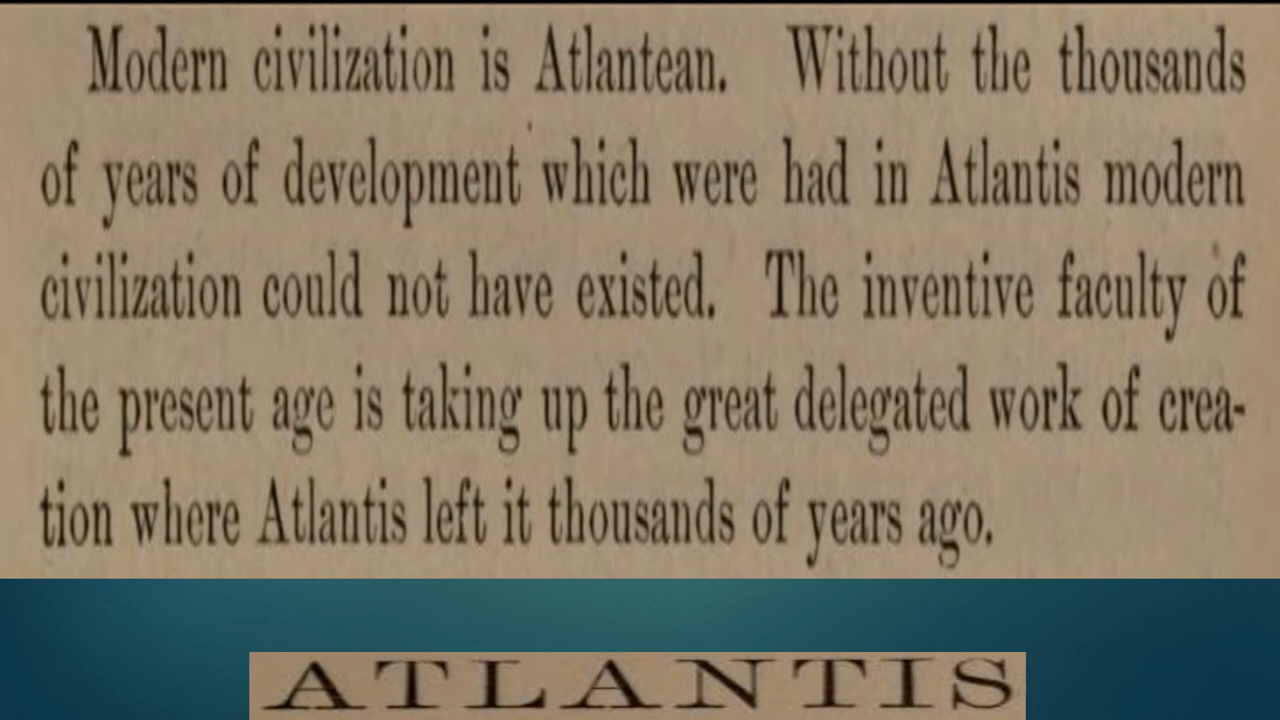 Modern civilization is Atlantean. Without the thousands
of years of development which were had in Atlantis modern
civilization could not have existed. The inventive faculty of
the present age is taking up the great delegated work of crea-
tion where Atlantis left it thousands of years ago.
ATLANTIS